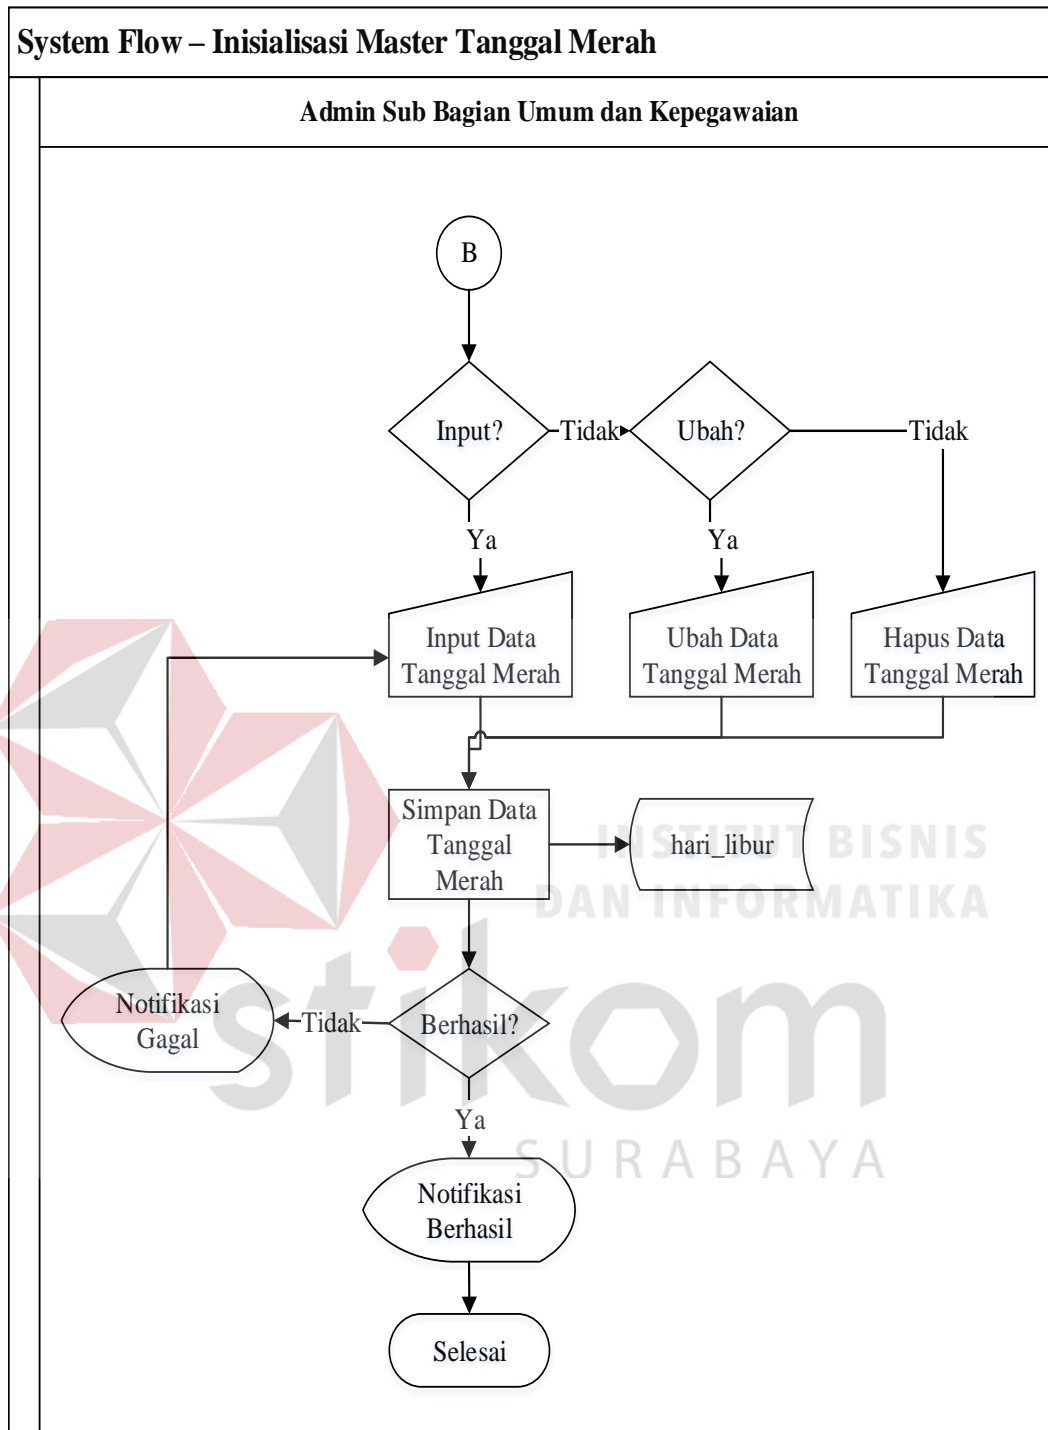 System Flow – Inisialisasi Master Tanggal Merah
Admin Sub Bagian Umum dan Kepegawaian
B
Input?
Tidak
Ubah?
Tidak
Ya
Ya
Input Data
Tanggal Merah
Ubah Data
Tanggal Merah
Hapus Data
Tanggal Merah
Simpan Data
Tanggal
Merah
hari_libur
INSTITUT BISNIS
DAN INFORMATIKA
Notifikasi
Gagal
Tidak
Berhasil?
stikom
Ya
SURABAYA
Notifikasi
Berhasil
Selesai